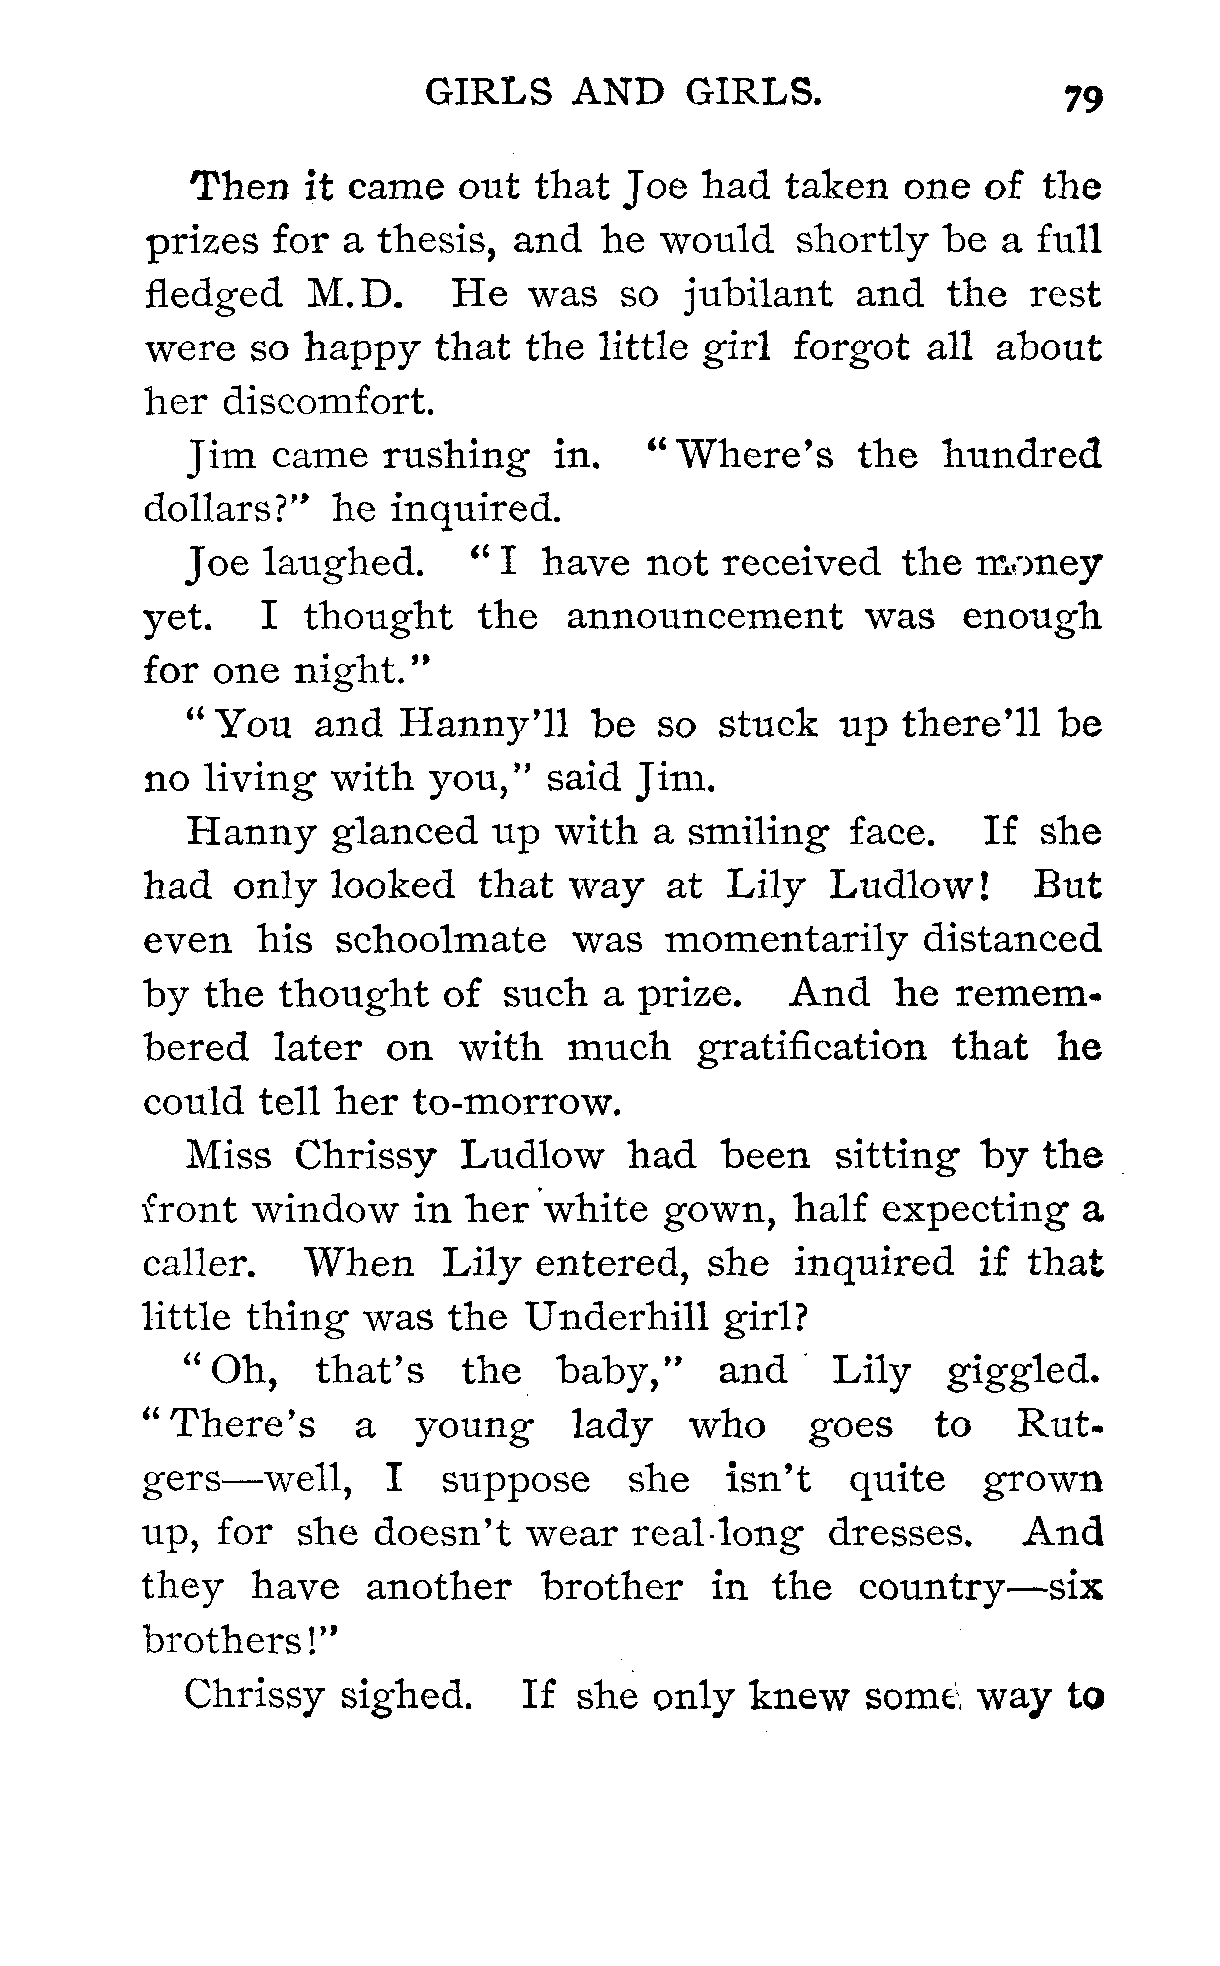 GIRLS AND GIRLS. 79
Then it came out that Joe had taken one of the
prizes for a thesis, and he would shortly be a full
fledged M.D. He was so jubilant and the rest
were so happy that the little girl forgot all about
her discomfort.
Jim came rushing in. "Where's the hundred
dollars?" he inquired.
Joe laughed. "I have not received the money
yet. I thought the announcement was enough
for one night."
"You and Hanny'll be so stuck up there'll be
no living with you," said Jim.
Hanny glanced up with a smiling face. If she
had only looked that way at Lily Ludlow! But
even his schoolmate was momentarily distanced
by the thought of such a prize. And he remem-
bered later on with much gratification that he
could tell her to-morrow.
Miss Chrissy Ludlow had been sitting by the
front window in her white gown, half expecting a
caller. When Lily entered, she inquired if that
little thing was the Underhill girl?
"Oh, that's the baby," and Lily giggled.
"There's a young lady who goes to Rut-
gers—well, I suppose she isn't quite grown
up, for she doesn't wear real long dresses. And
they have another brother in the country—six
brothers!"
Chrissy sighed. If she only knew some way to